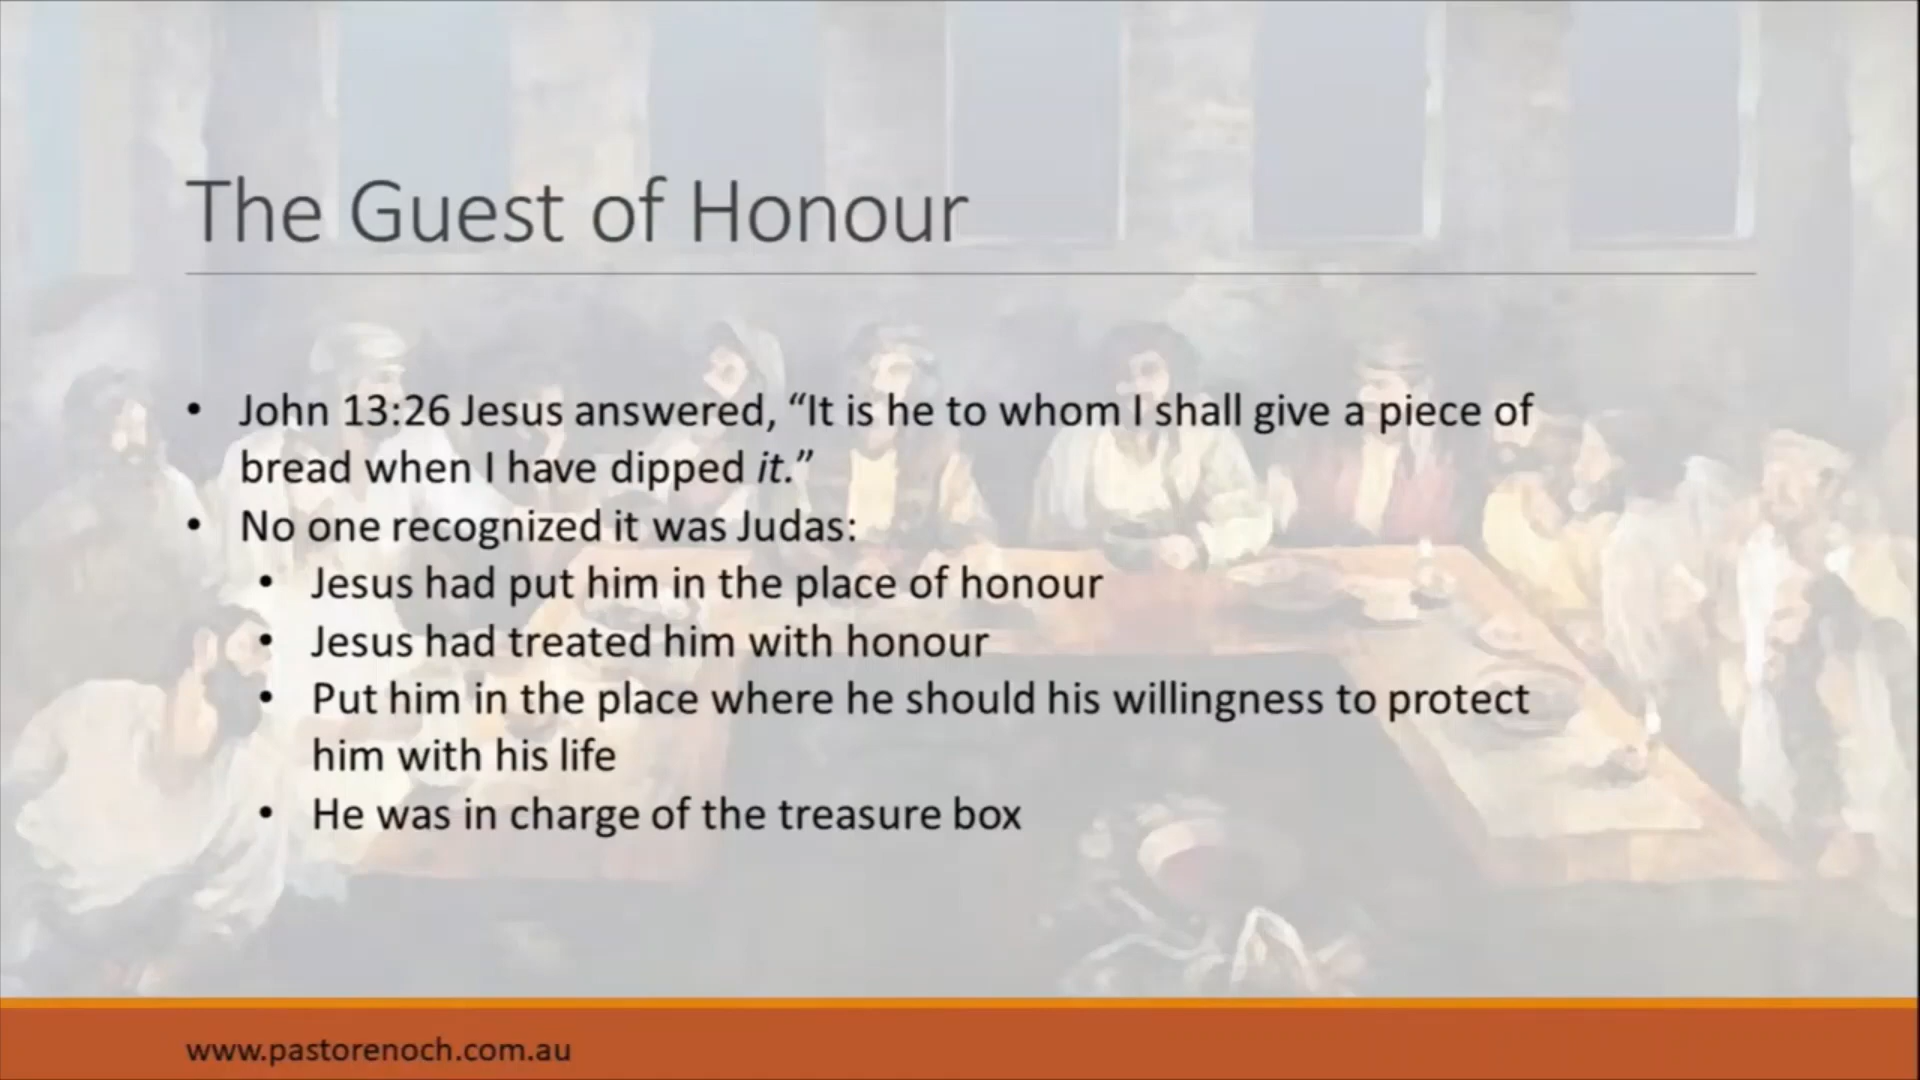 The Guest of Honour
• John 13:26 Jesus answered, “It is he to whom I shall give a piece of
bread when I have dipped it.”
• No one recognized it was Judas:
• Jesus had put him in the place of honour
• Jesus had treated him with honour
• Put him in the place where he should his willingness to protect
him with his life
• He was in charge of the treasure box
www.pastorenoch.com.au